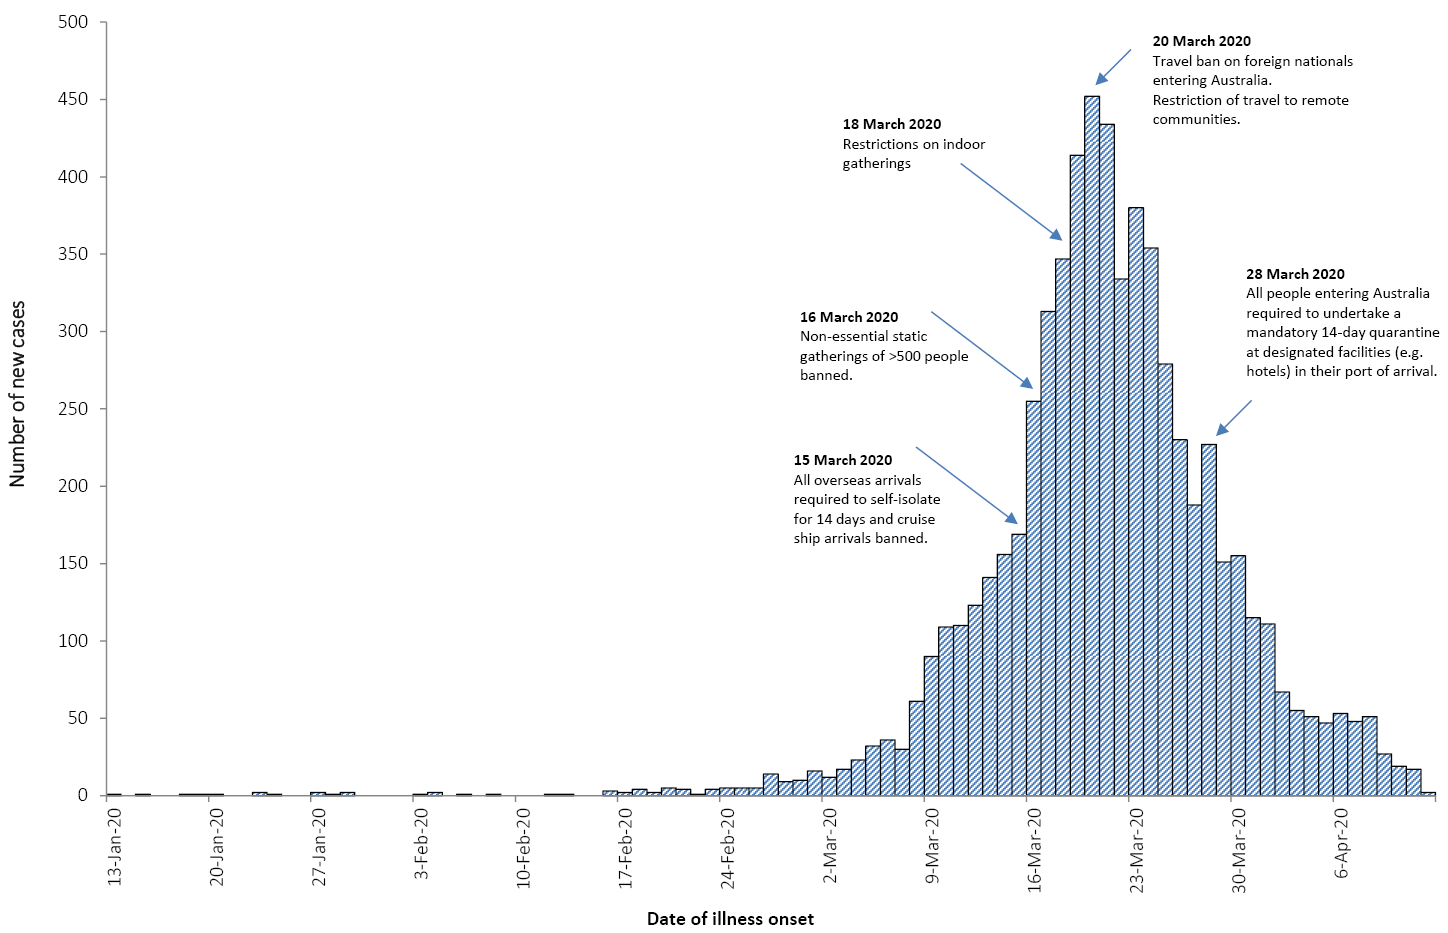 500
450
400
350
300
250
200
150
100
50
0
Number of new cases
20 March 2020
Travel ban on foreign nationals
entering Australia.
Restriction of travel to remote
communities.
18 March 2020
Restrictions on indoor
gatherings
28 March 2020
All people entering Australia
required to undertake a
mandatory 14-day quarantine
at designated facilities (e.g.
hotels) in their port of arrival.
16 March 2020
Non-essential static
gatherings of >500 people
banned.
15 March 2020
All overseas arrivals
required to self-isolate
for 14 days and cruise
ship arrivals banned.
13-Jan-20
20-Jan-20
27-Jan-20
3-Feb-20
10-Feb-20
17-Feb-20
24-Feb-20
2-Mar-20
9-Mar-20
16-Mar-20
23-Mar-20
30-Mar-20
6-Apr-20
Date of illness onset